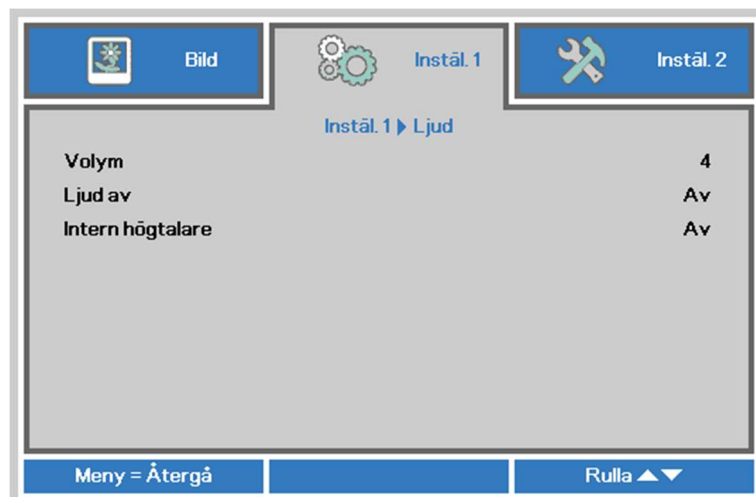 Bild
Instäl. 1
Instäl. 2
Instäl. 1 ▶ Ljud
Volym 4
Ljud av Av
Intern högtalare Av
Meny = Återgå
Rulla ▲▼